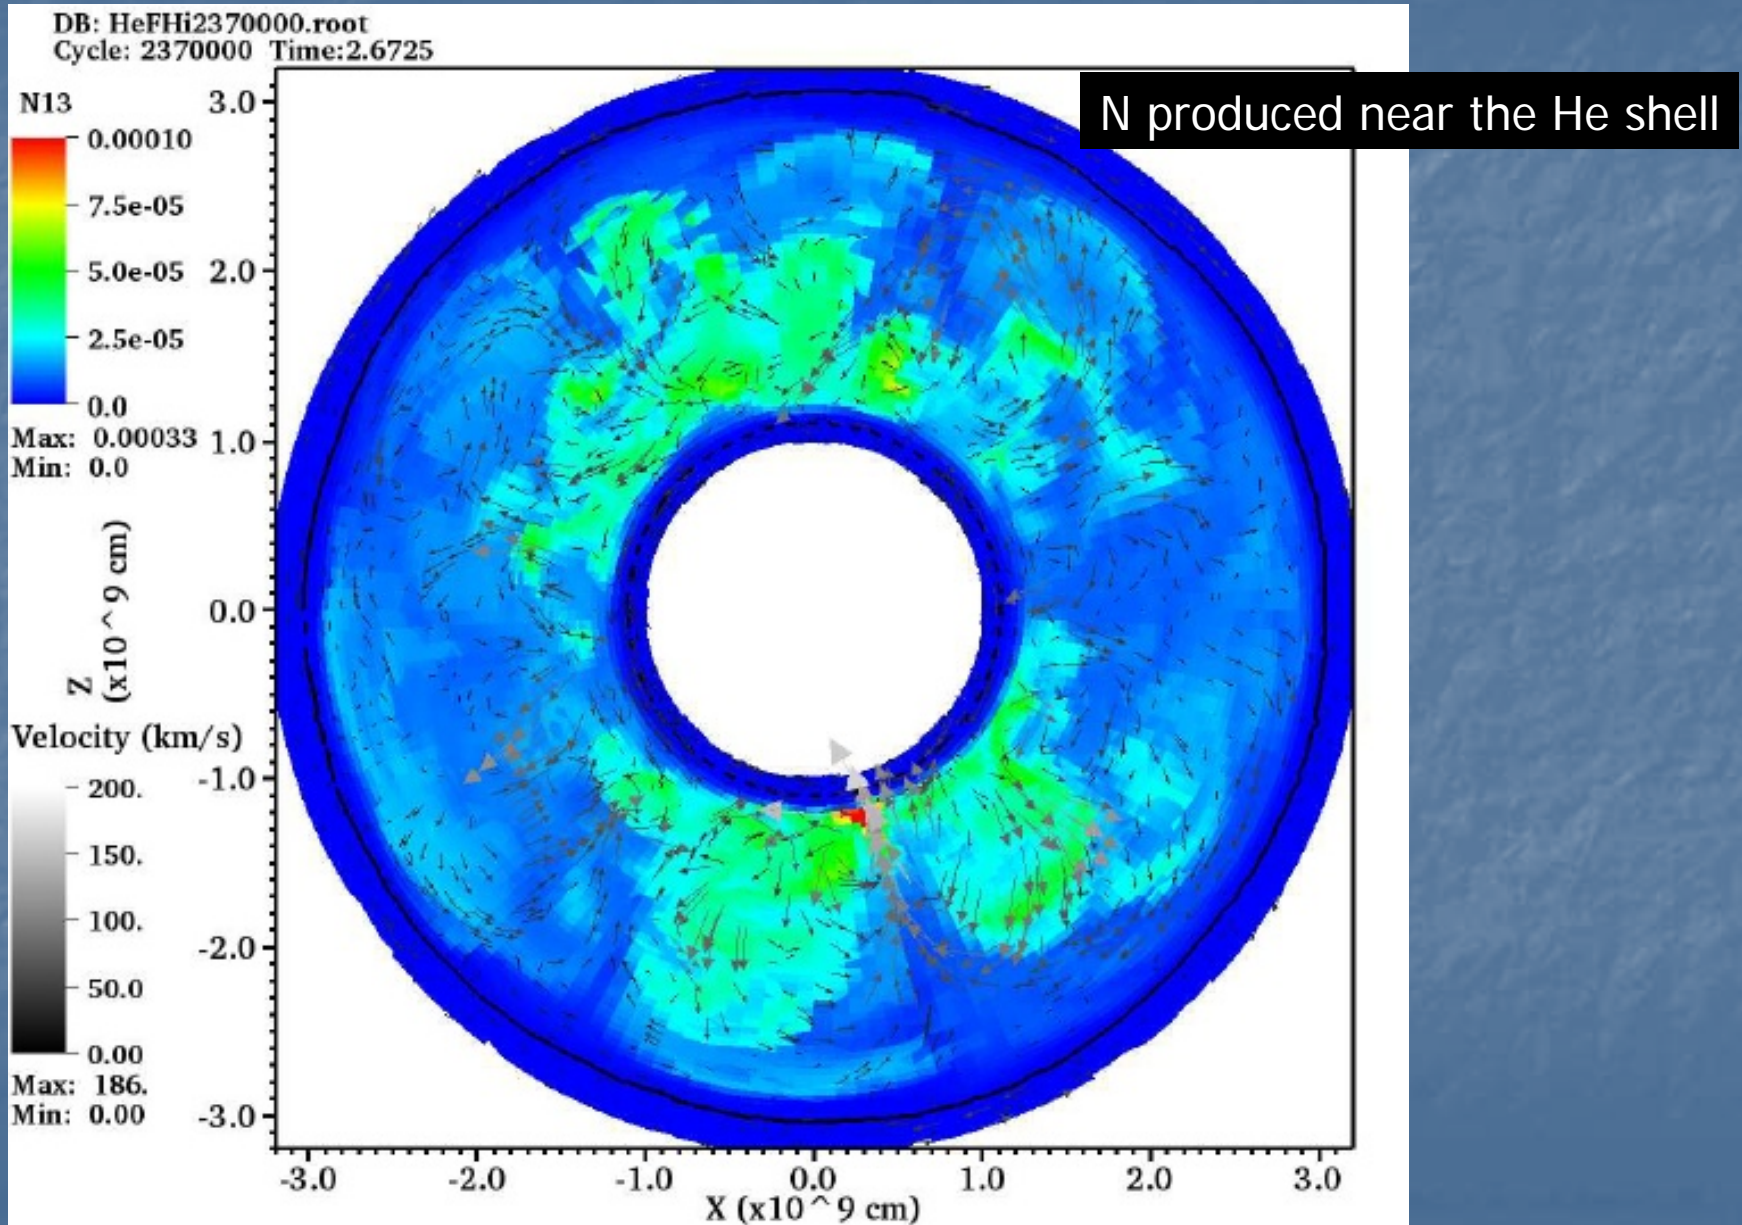 DB: HeFHi2370000.root
Cycle: 2370000 Time:2.6725
N produced near the He shell
N13
0.00010
7.5e-05
5.0e-05
2.5e-05
0.0
Max: 0.00033
Min: 0.0
Velocity (km/s)
200.
150.
100.
50.0
0.00
Max: 186.
Min: 0.00
Z
(x10^9 cm)
3.0
2.0
1.0
0.0
-1.0
-2.0
-3.0
-3.0 -2.0 -1.0 0.0 1.0 2.0 3.0
X (x10^9 cm)